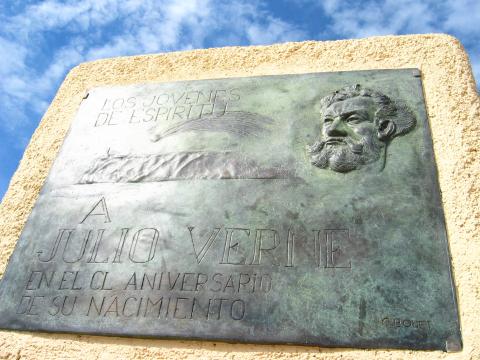 LOS JOVENES
DE ESPIRITU
A
JULIO VERNE
EN EL CL ANIVERSARIO
DE SU NACIMIENTO